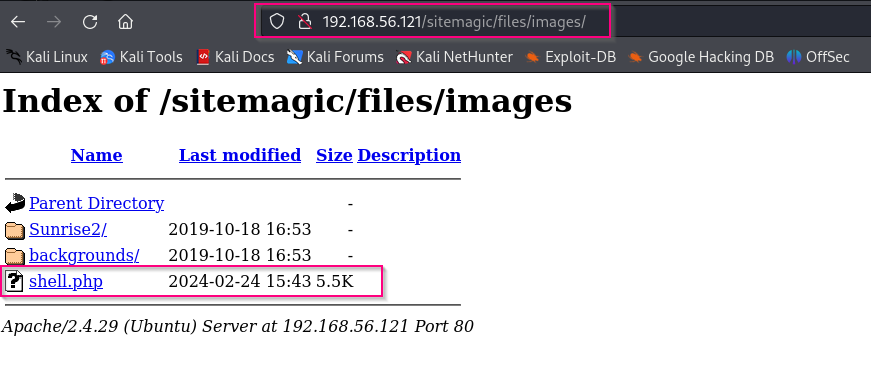 192.168.56.121/sitemagic/files/images/
Kali Linux Kali Tools Kali Docs Kali Forums Kali NetHunter Exploit-DB Google Hacking DB OffSec
Index of /sitemagic/files/images
Name Last modified Size Description
Parent Directory -
Sunrise2/ 2019-10-18 16:53 -
backgrounds/ 2019-10-18 16:53 -
shell.php 2024-02-24 15:43 5.5K
Apache/2.4.29 (Ubuntu) Server at 192.168.56.121 Port 80